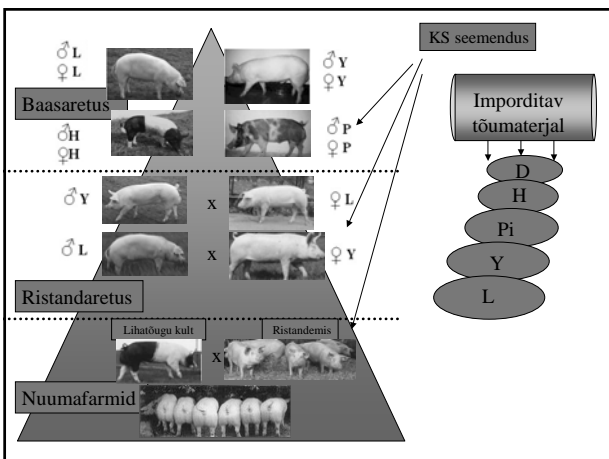 KS seemendus
♂ L
♀ L
♂ Y
♀ Y
Baasaretus
♂H
♀H
♂ P
♀ P
Imporditav
tõumaterjal
D
H
Pi
Y
L
♂ Y x ♀ L
♂ L x ♀ Y
Ristandaretus
Lihatõugu kult
Ristandemis
x
Nuumafarmid